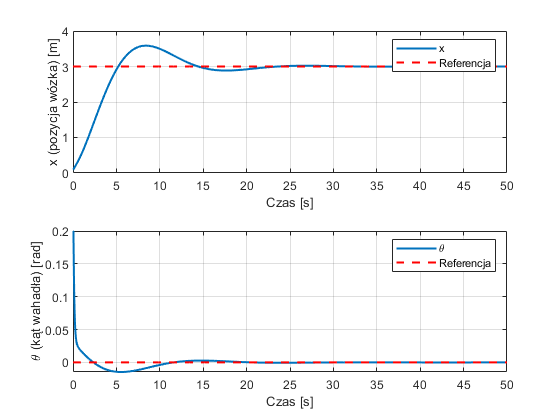 4
3
2
1
0
x (pozycja wózka) [m]
x
Referencja
0 5 10 15 20 25 30 35 40 45 50
Czas [s]
0.2
0.15
0.1
0.05
0
θ (kąt wahadła) [rad]
θ
Referencja
0 5 10 15 20 25 30 35 40 45 50
Czas [s]